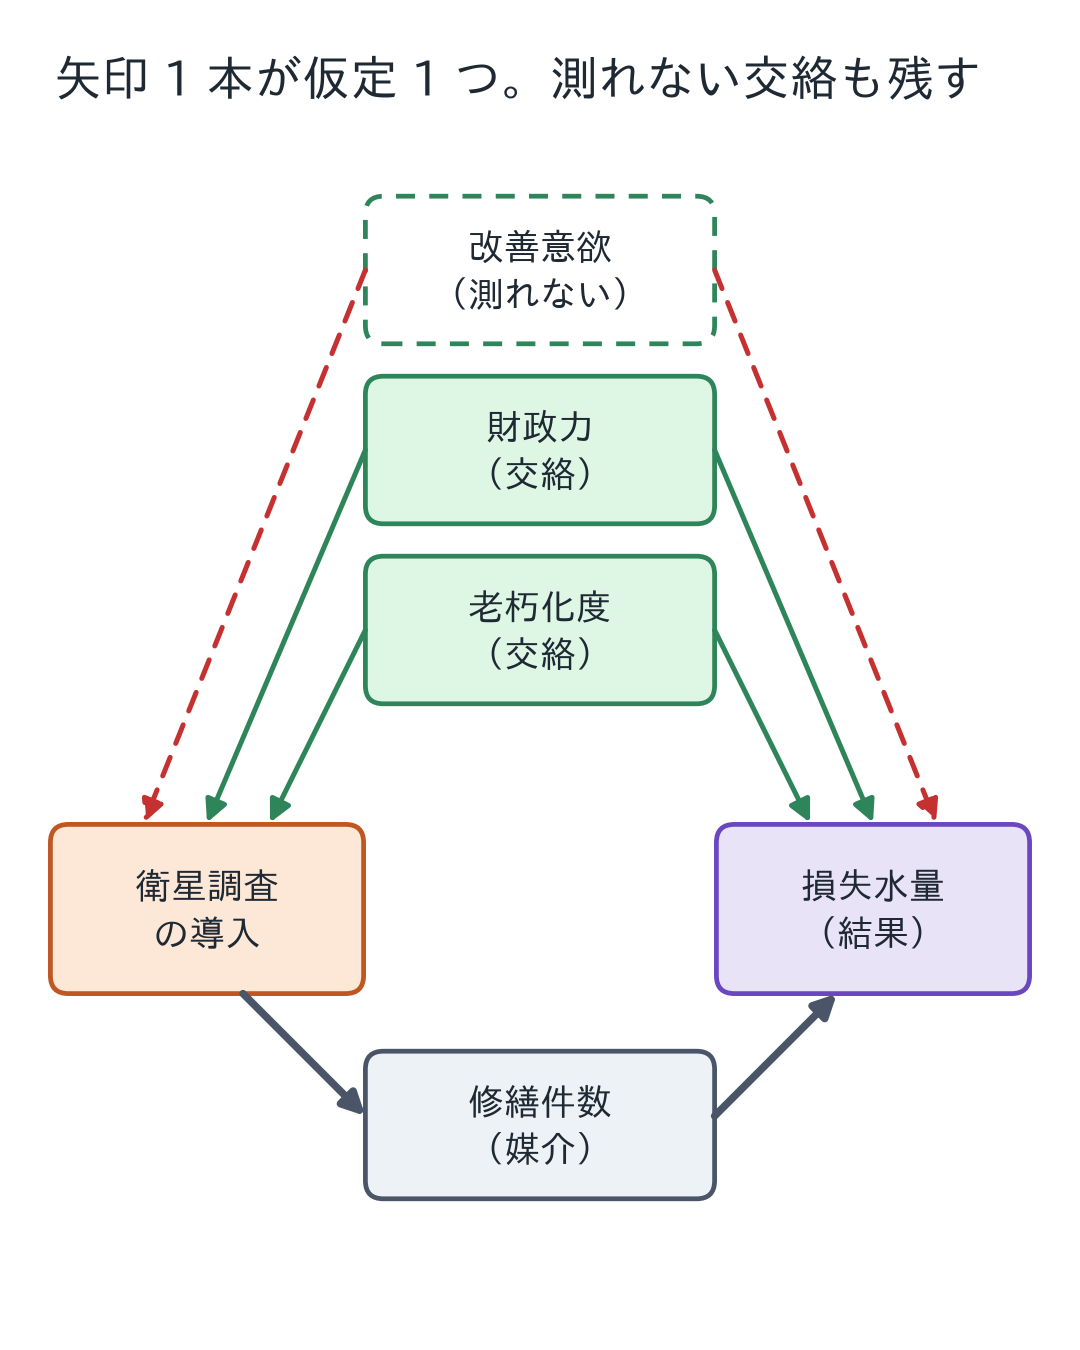 矢印 1 本が仮定 1 つ。測れない交絡も残す
改善意欲
（測れない）
財政力
（交絡）
老朽化度
（交絡）
衛星調査
の導入
損失水量
（結果）
修繕件数
（媒介）